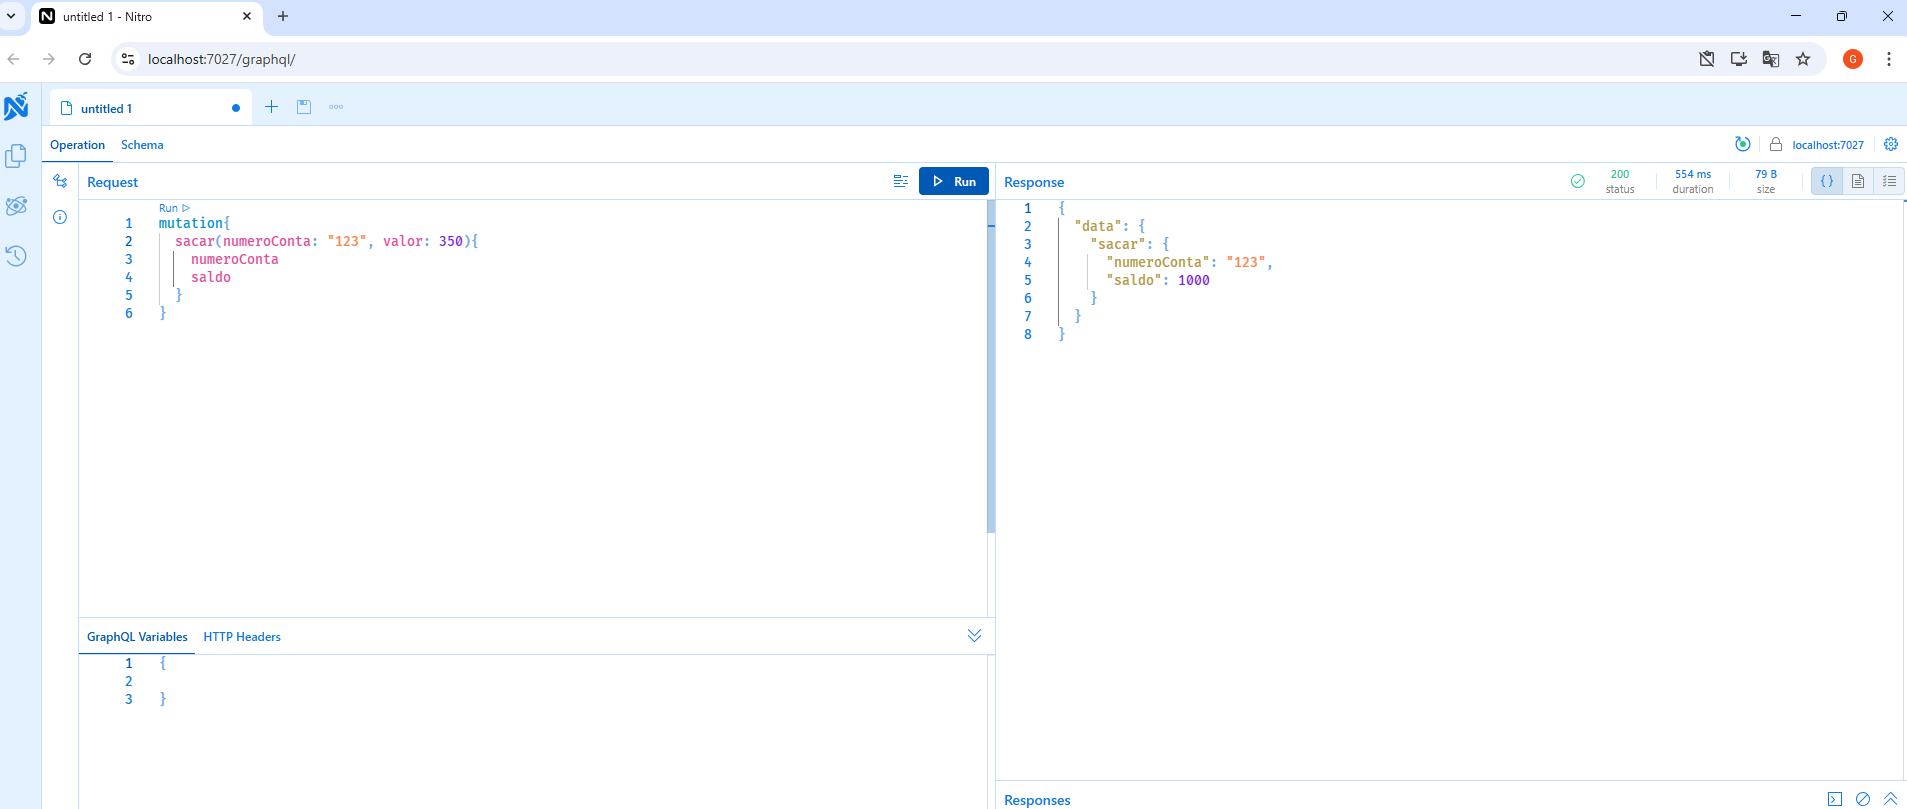 untitled 1 - Nitro
localhost:7027/graphql/
G
untitled 1
Operation
Schema
localhost:7027
Request
Run
Response
200
status
554 ms
duration
79 B
size
Run
1 mutation{
2 sacar(numeroConta: "123", valor: 350){
3 numeroConta
4 saldo
5 }
6 }
1 {
2 "data": {
3 "sacar": {
4 "numeroConta": "123",
5 "saldo": 1000
6 }
7 }
8 }
GraphQL Variables
HTTP Headers
1 {
2
3 }
Responses